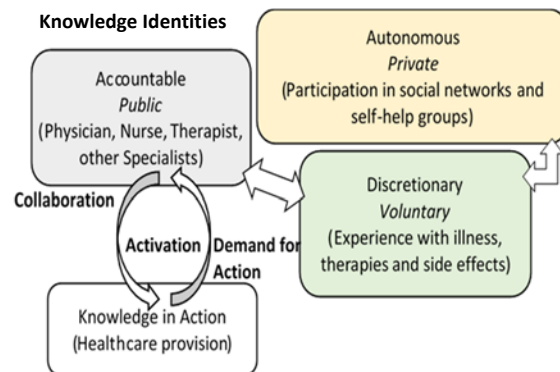 Knowledge Identities
Accountable
Public
(Physician, Nurse, Therapist,
other Specialists)
Autonomous
Private
(Participation in social networks and
self-help groups)
Discretionary
Voluntary
(Experience with illness,
therapies and side effects)
Collaboration
Activation
Demand for
Action
Knowledge in Action
(Healthcare provision)